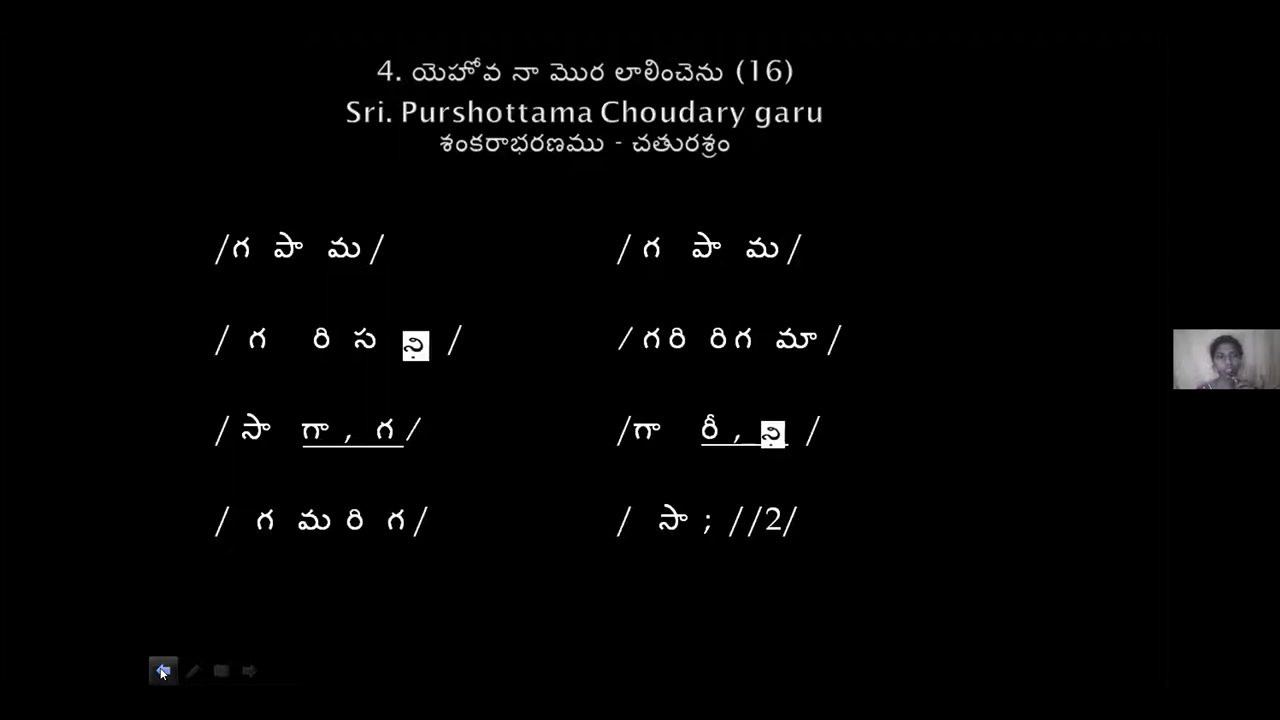 4. యెహోవ నా మొర లాలించెను (16)
Sri. Purshottama Choudary garu
శంకరాభరణము - చతురశ్రం
/గ పా మ/ / గ పా మ/
/ గ రి స ని̣ / /గరి రిగ మా/
/ సా గా , గ/ /గా రీ , ని̣ /
/ గ మ రి గ/ / సా ; //2/